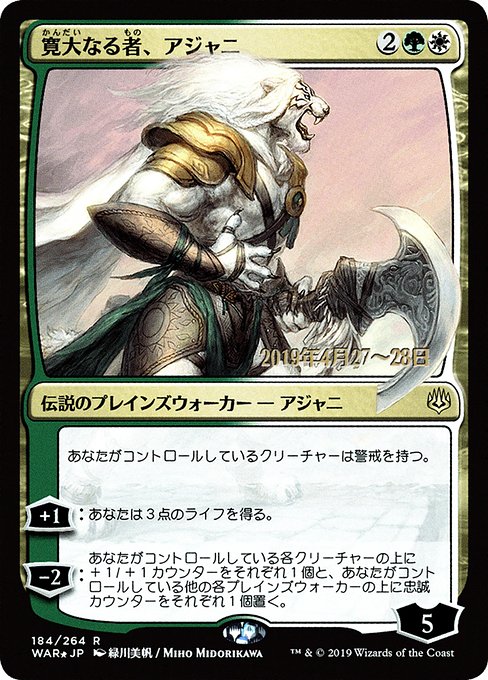 かんだい もの
寛大なる者、アジャニ 2
2019年4月27〜28日
伝説のプレインズウォーカー — アジャニ
あなたがコントロールしているクリーチャーは警戒を持つ。
+1:あなたは3点のライフを得る。
あなたがコントロールしている各クリーチャーの上に
-2:+1/+1カウンターをそれぞれ1個と、あなたがコント
ロールしている他の各プレインズウォーカーの上に忠誠
カウンターをそれぞれ1個置く。
5
184/264 R
WAR★JP 緑川美帆/Miho Midorikawa
™ & © 2019 Wizards of the Coast